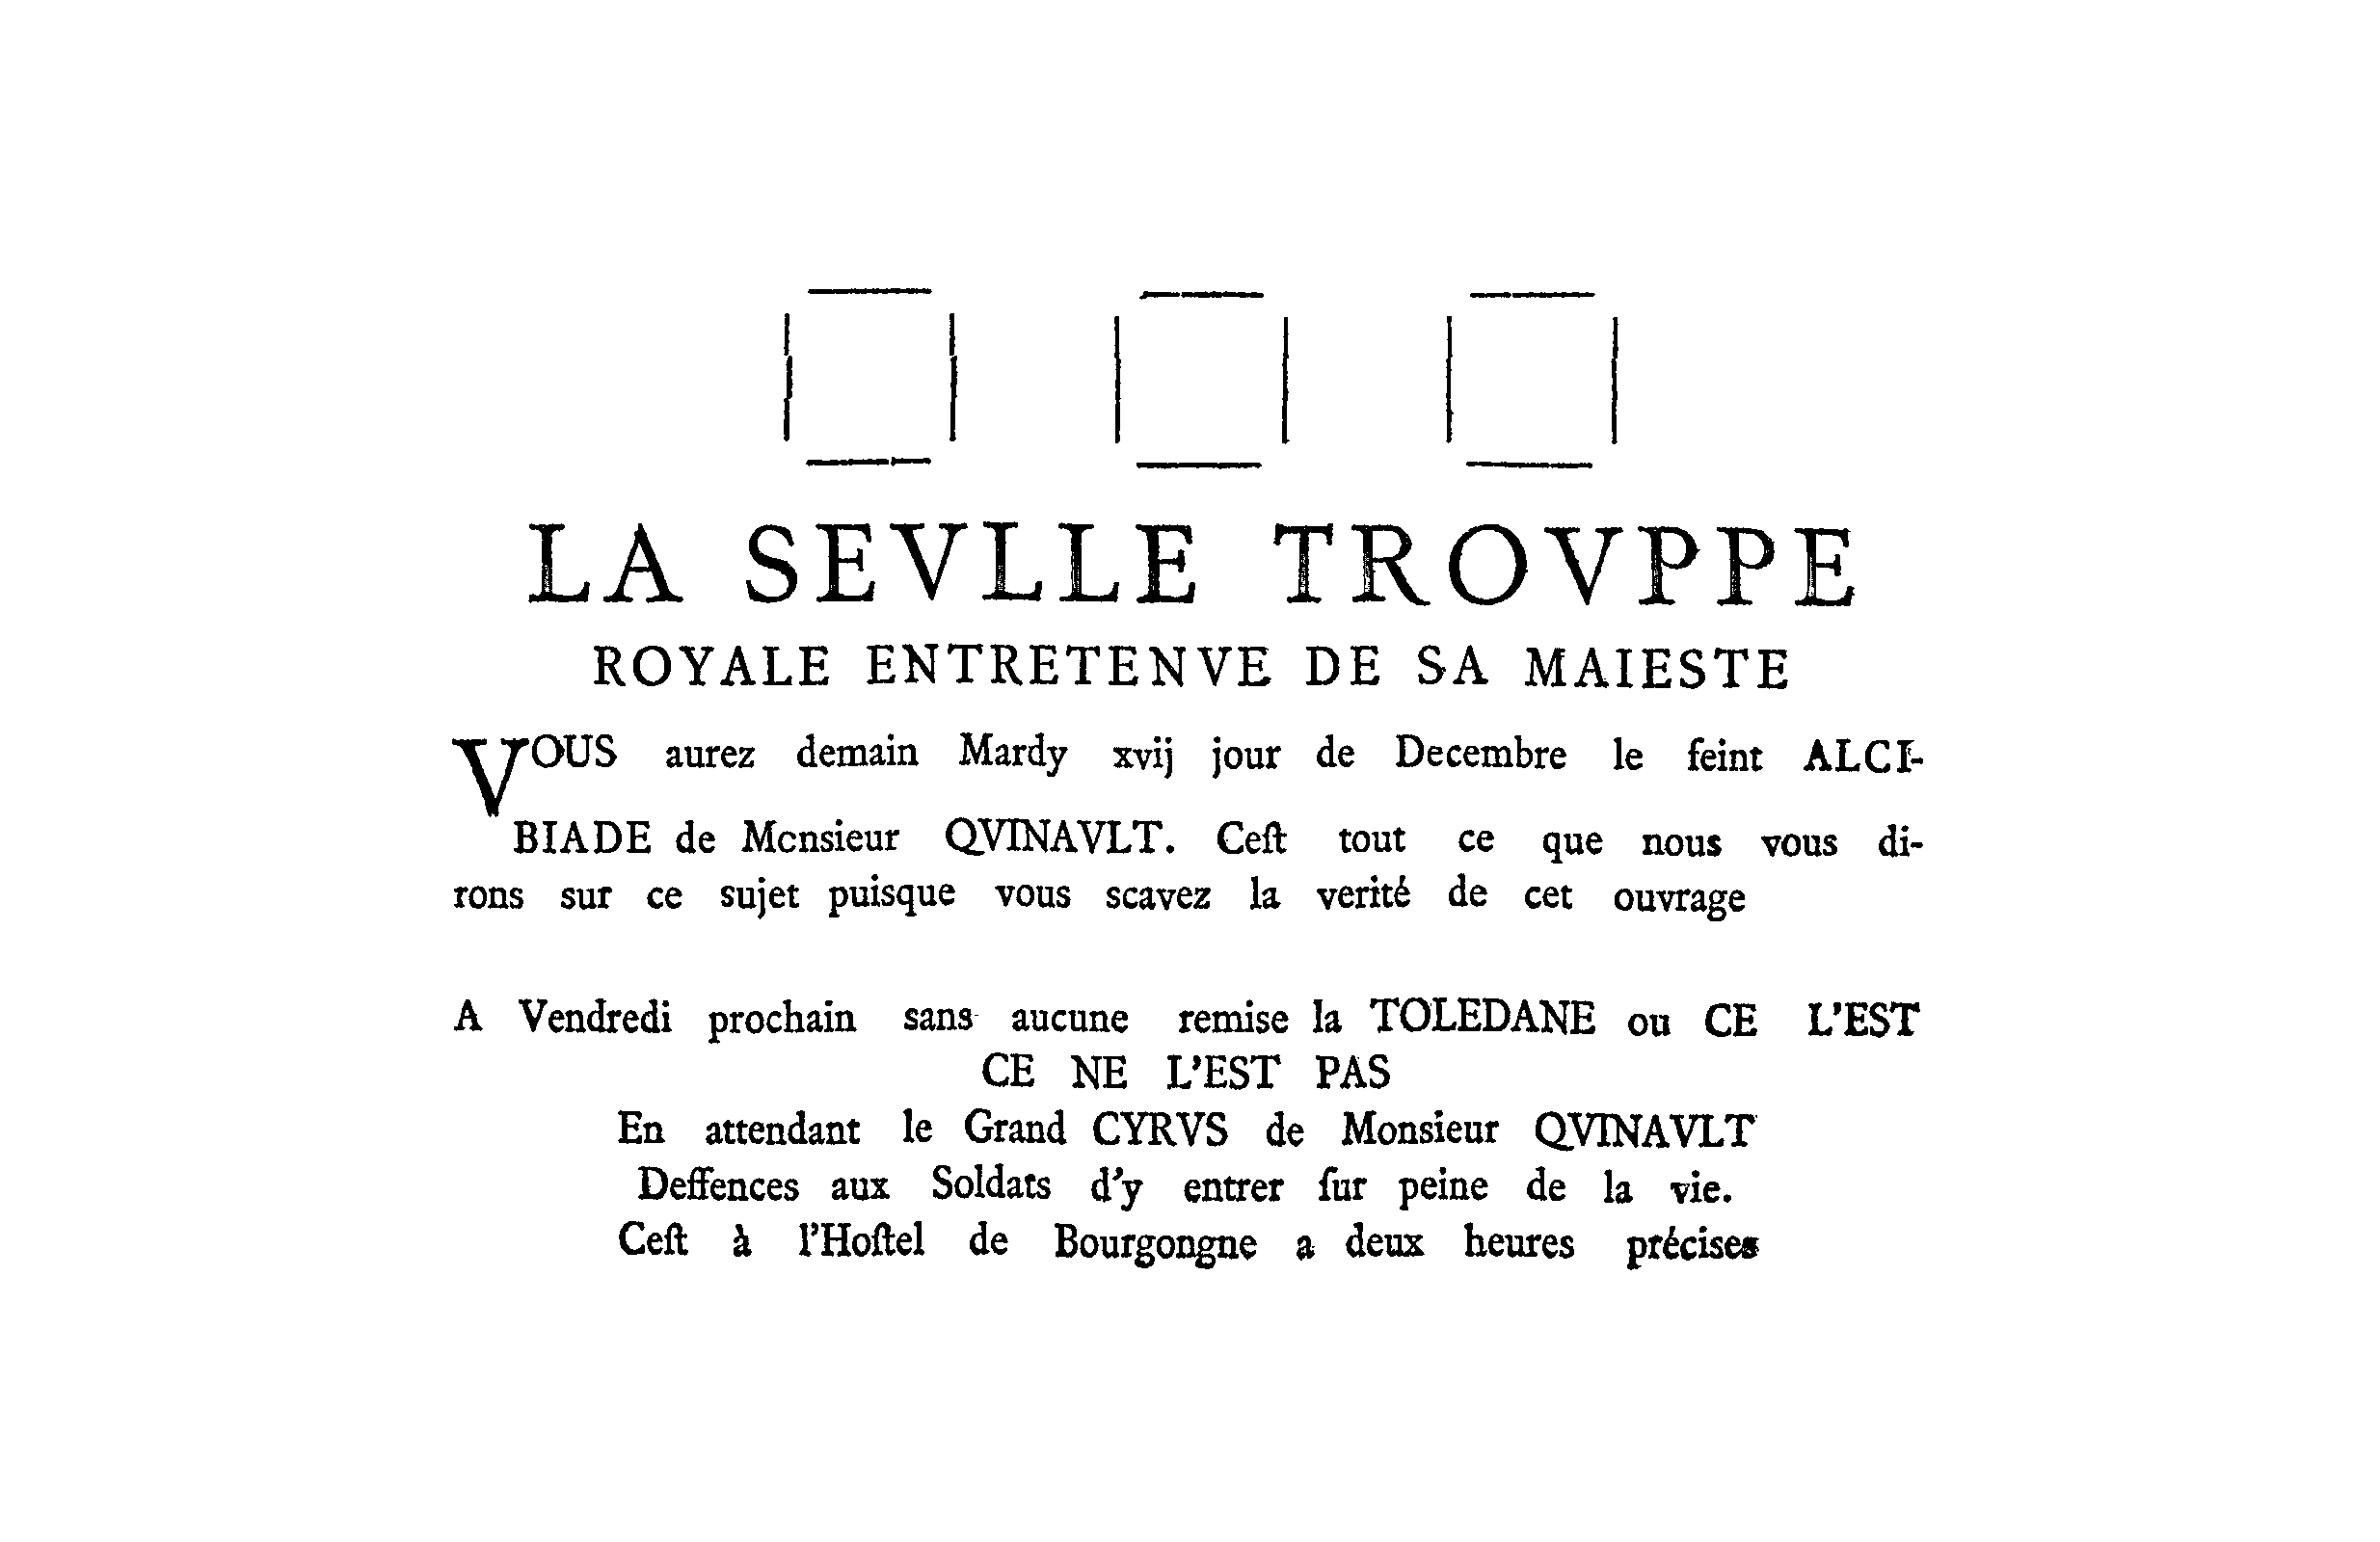 LA SEVLLE TROVPPE
ROYALE ENTRETENVE DE SA MAIESTE
VOUS aurez demain Mardy xvij jour de Decembre le feint ALCI-
BIADE de Monsieur QVINAVLT. Ceſt tout ce que nous vous di-
rons sur ce sujet puisque vous scavez la verité de cet ouvrage
A Vendredi prochain sans aucune remise la TOLEDANE ou CE L'EST
CE NE L'EST PAS
En attendant le Grand CYRVS de Monsieur QVINAVLT
Deffences aux Soldats d'y entrer ſur peine de la vie.
Ceſt à l'Hoſtel de Bourgongne a deux heures précises